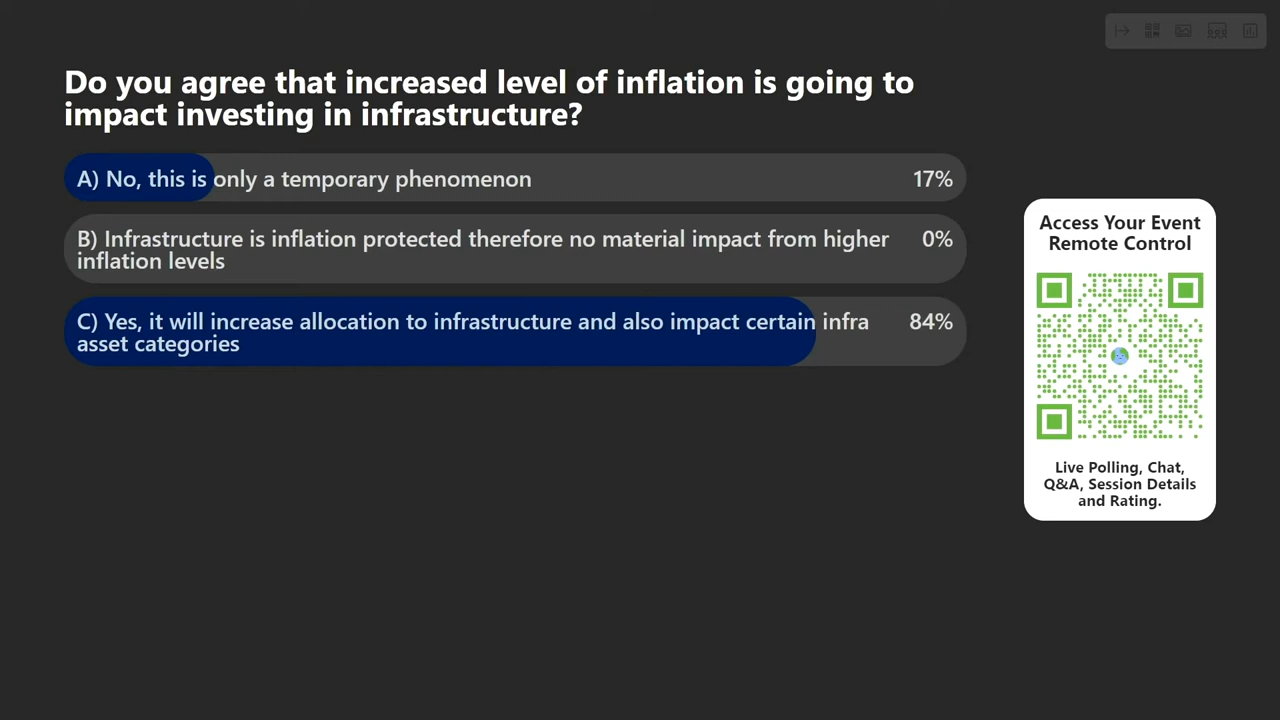 Do you agree that increased level of inflation is going to
impact investing in infrastructure?
A) No, this is only a temporary phenomenon 17%
B) Infrastructure is inflation protected therefore no material impact from higher 0%
inflation levels
C) Yes, it will increase allocation to infrastructure and also impact certain infra 84%
asset categories
Access Your Event
Remote Control
Live Polling, Chat,
Q&A, Session Details
and Rating.